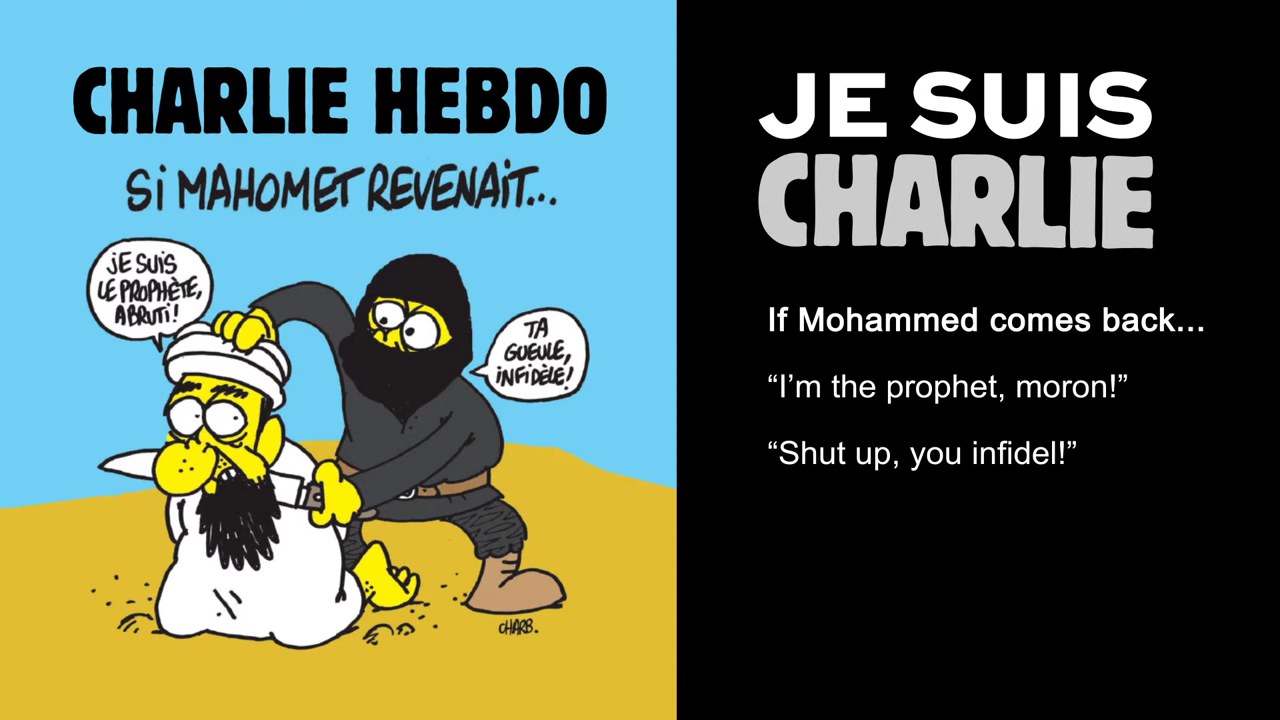 CHARLIE HEBDO
Si MAHOMET REVENAiT...
JE SUiS
LE PROPHÈTE,
ABRUTi!
TA
GUEULE,
iNFiDÈLE!
CHARB.
JE SUIS
CHARLIE
If Mohammed comes back...
“I’m the prophet, moron!”
“Shut up, you infidel!”